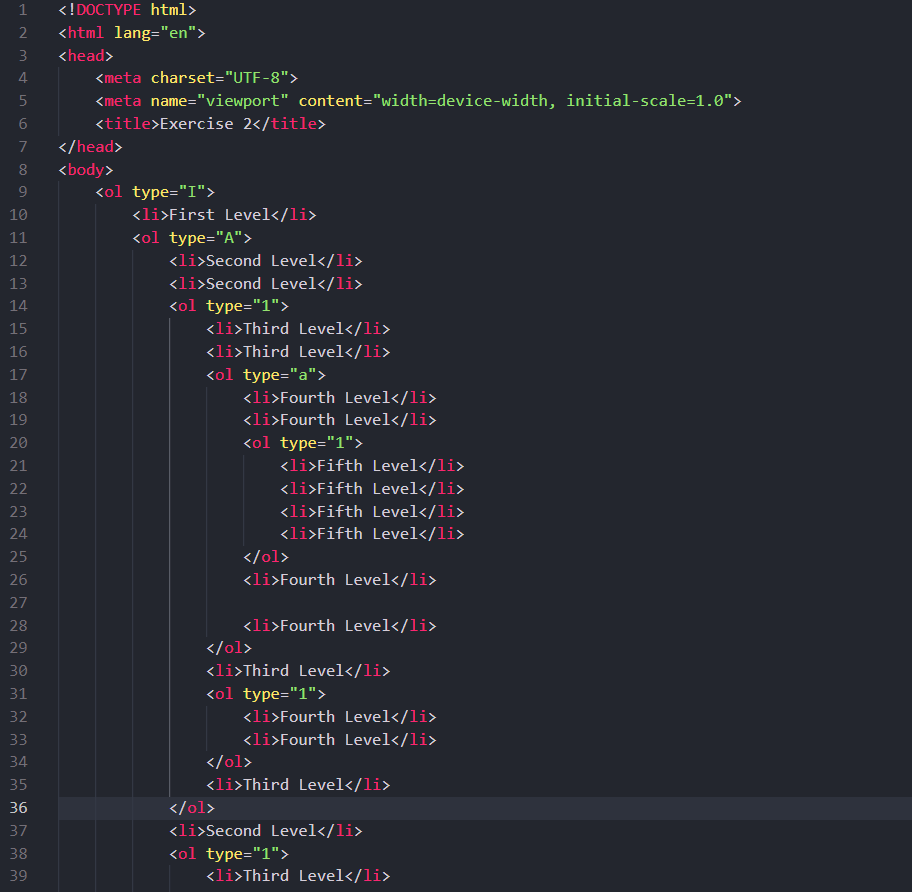 1 <!DOCTYPE html>
2 <html lang="en">
3 <head>
4     <meta charset="UTF-8">
5     <meta name="viewport" content="width=device-width, initial-scale=1.0">
6     <title>Exercise 2</title>
7 </head>
8 <body>
9     <ol type="I">
10         <li>First Level</li>
11         <ol type="A">
12             <li>Second Level</li>
13             <li>Second Level</li>
14             <ol type="1">
15                 <li>Third Level</li>
16                 <li>Third Level</li>
17                 <ol type="a">
18                     <li>Fourth Level</li>
19                     <li>Fourth Level</li>
20                     <ol type="1">
21                         <li>Fifth Level</li>
22                         <li>Fifth Level</li>
23                         <li>Fifth Level</li>
24                         <li>Fifth Level</li>
25                     </ol>
26                     <li>Fourth Level</li>
27
28                     <li>Fourth Level</li>
29                 </ol>
30                 <li>Third Level</li>
31                 <ol type="1">
32                     <li>Fourth Level</li>
33                     <li>Fourth Level</li>
34                 </ol>
35                 <li>Third Level</li>
36             </ol>
37             <li>Second Level</li>
38             <ol type="1">
39                 <li>Third Level</li>